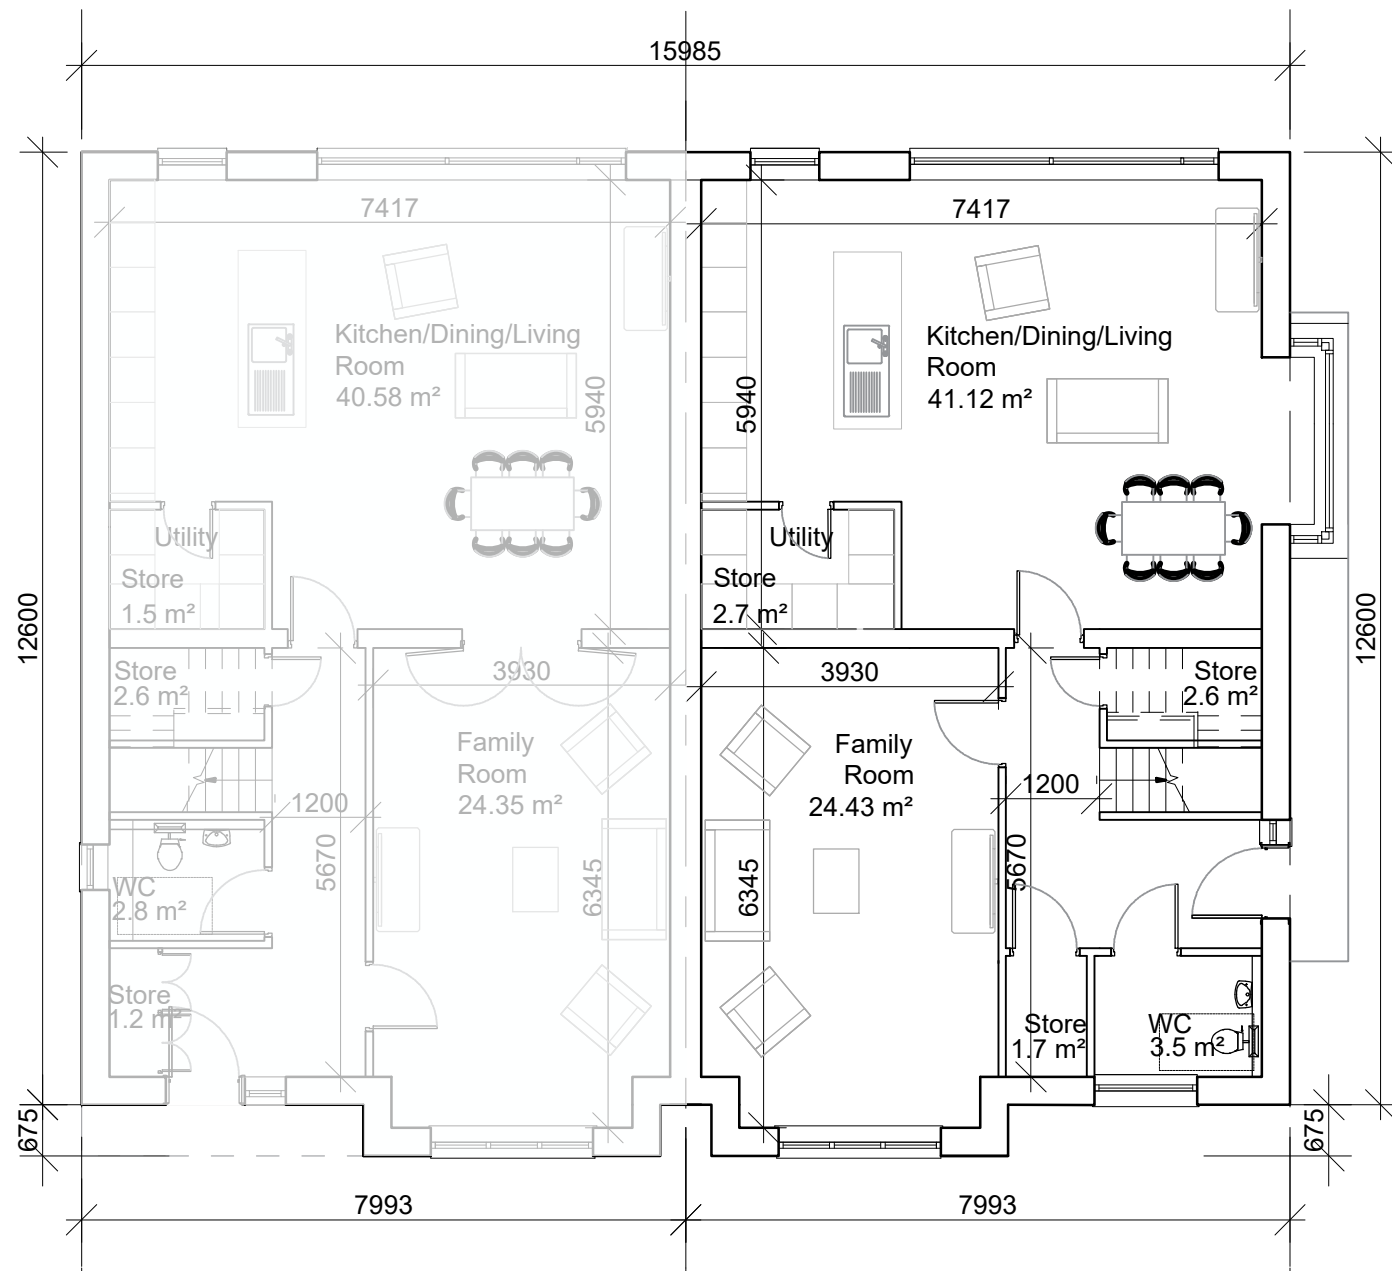 15985
7417
7417
Kitchen/Dining/Living
Room
40.58 m²
Kitchen/Dining/Living
Room
41.12 m²
5940
5940
Utility
Store
1.5 m²
Utility
Store
2.7 m²
12600
12600
Store
2.6 m²
3930
3930
Store
2.6 m²
Family
Room
24.35 m²
Family
Room
24.43 m²
1200
1200
5670
6345
6345
5670
WC
2.8 m²
Store
1.2 m²
Store
1.7 m²
WC
3.5 m²
675
675
7993
7993